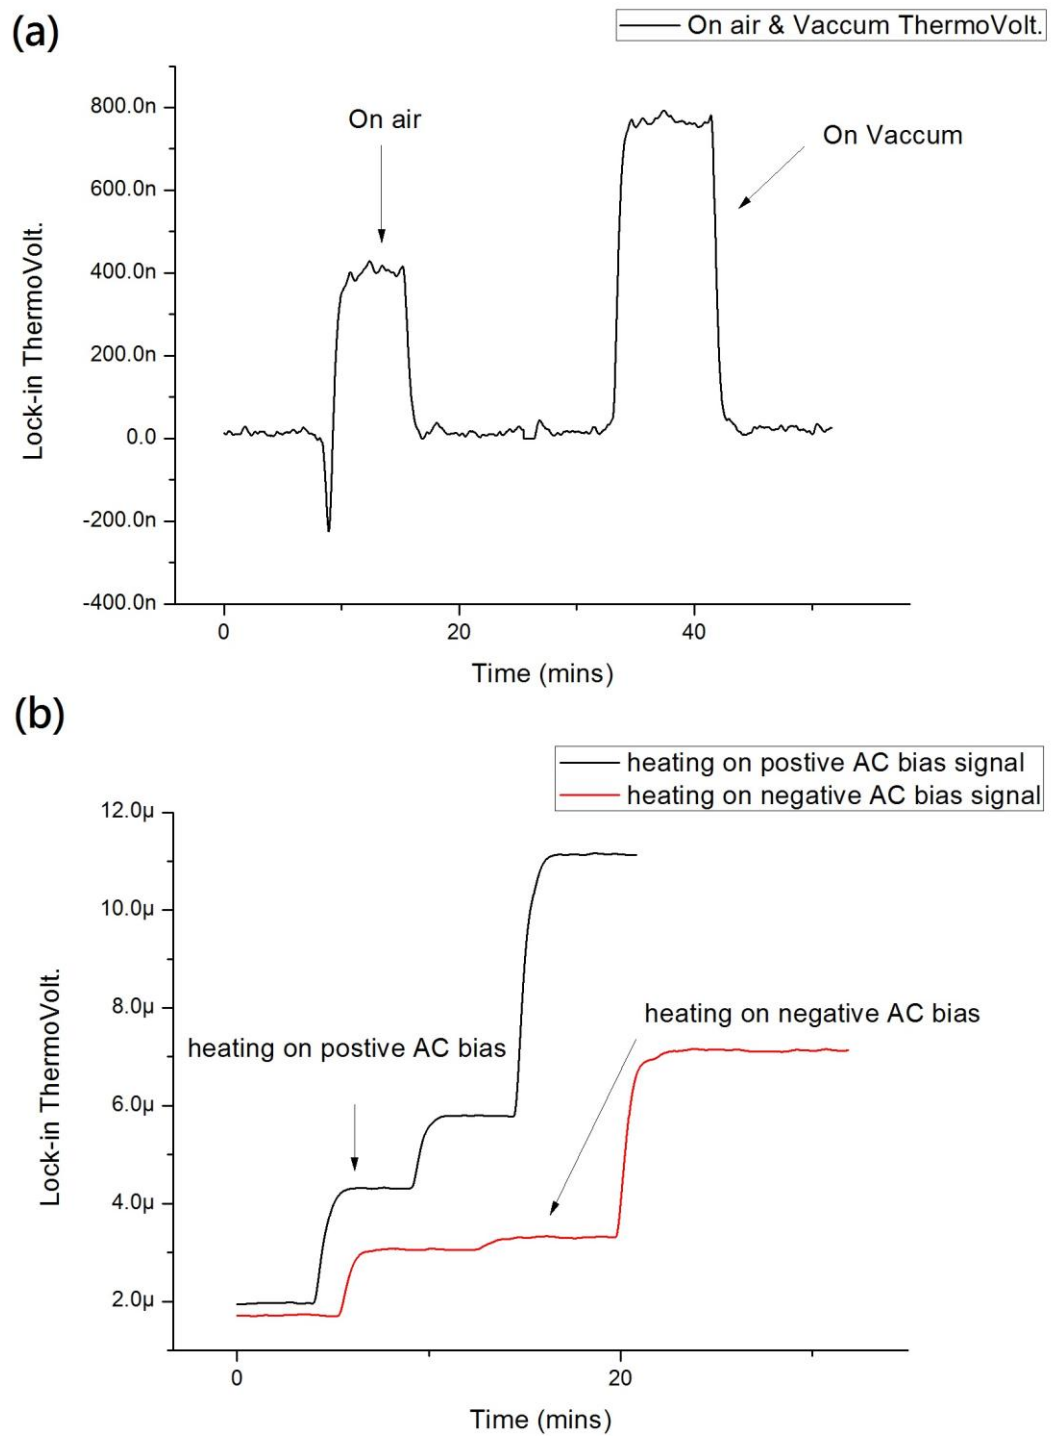 (a)
On air & Vaccum ThermoVolt.
800.0n
600.0n
400.0n
200.0n
0.0
-200.0n
-400.0n
Lock-in ThermoVolt.
On air
On Vaccum
0
20
40
Time (mins)
(b)
heating on postive AC bias signal
heating on negative AC bias signal
12.0µ
10.0µ
8.0µ
6.0µ
4.0µ
2.0µ
Lock-in ThermoVolt.
heating on postive AC bias
heating on negative AC bias
0
20
Time (mins)